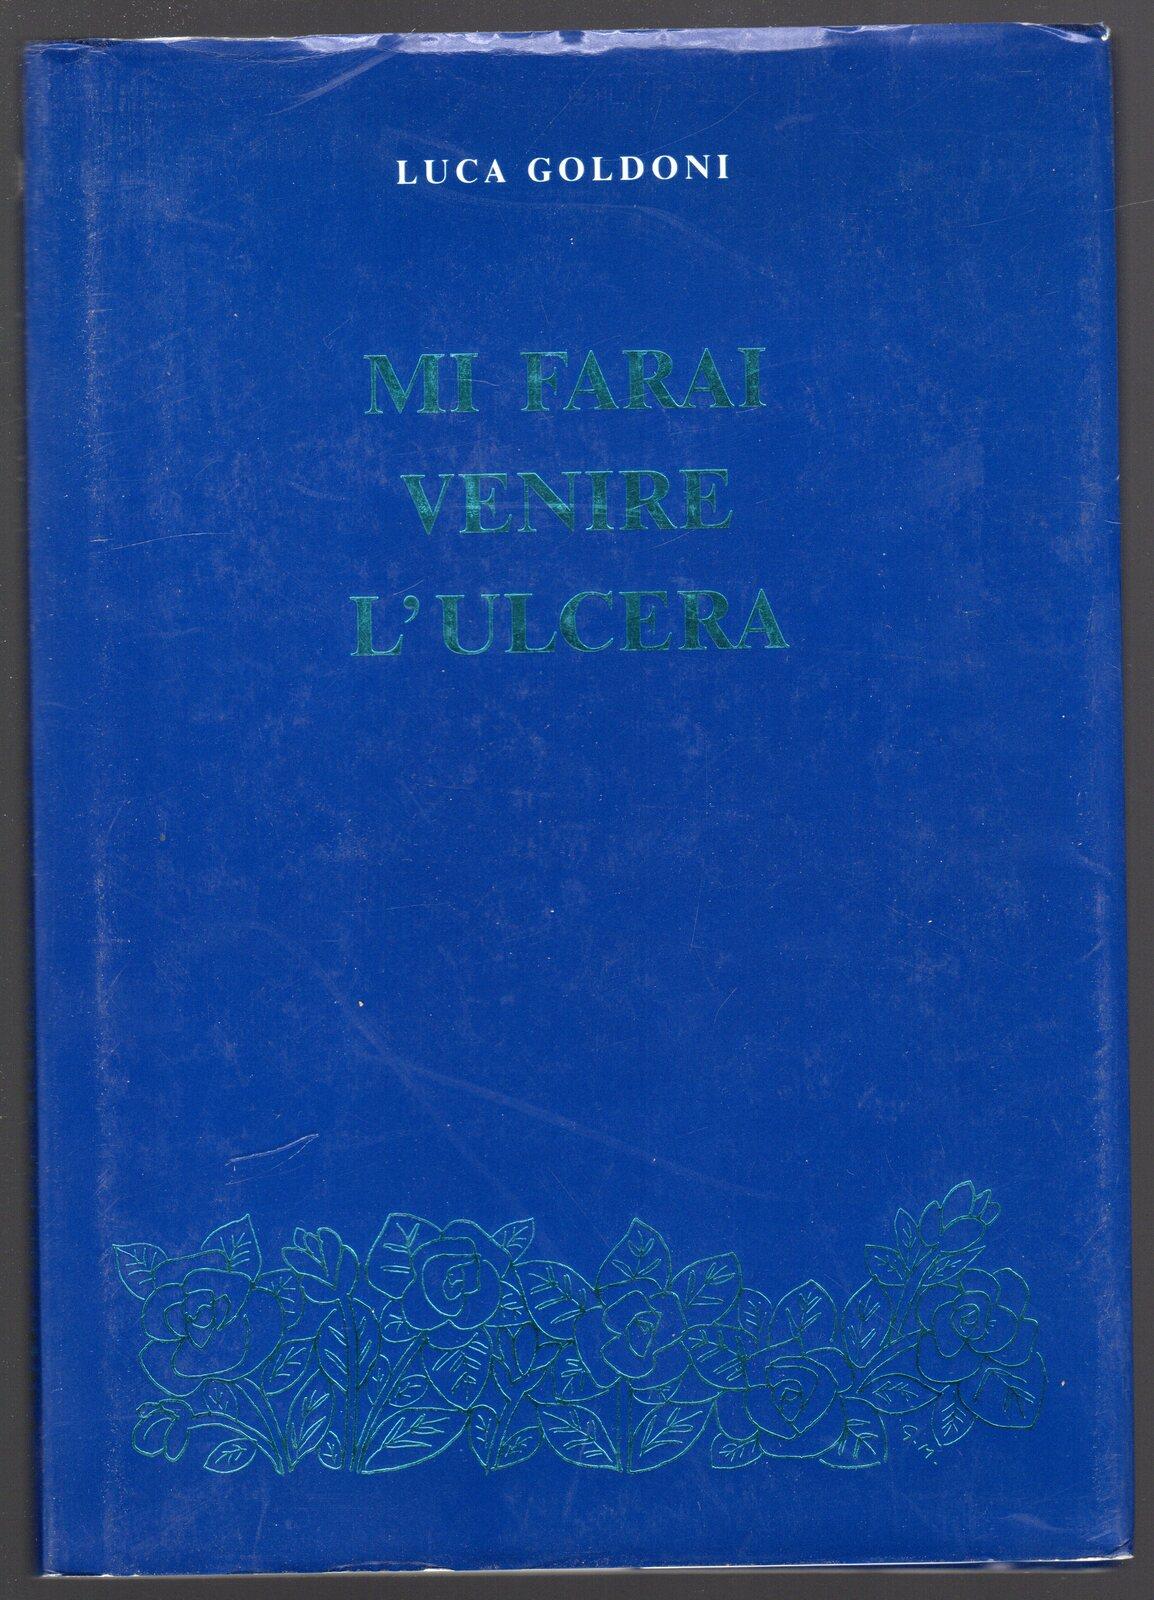 LUCA GOLDONI
MI FARAI
VENIRE
L'ULCERA